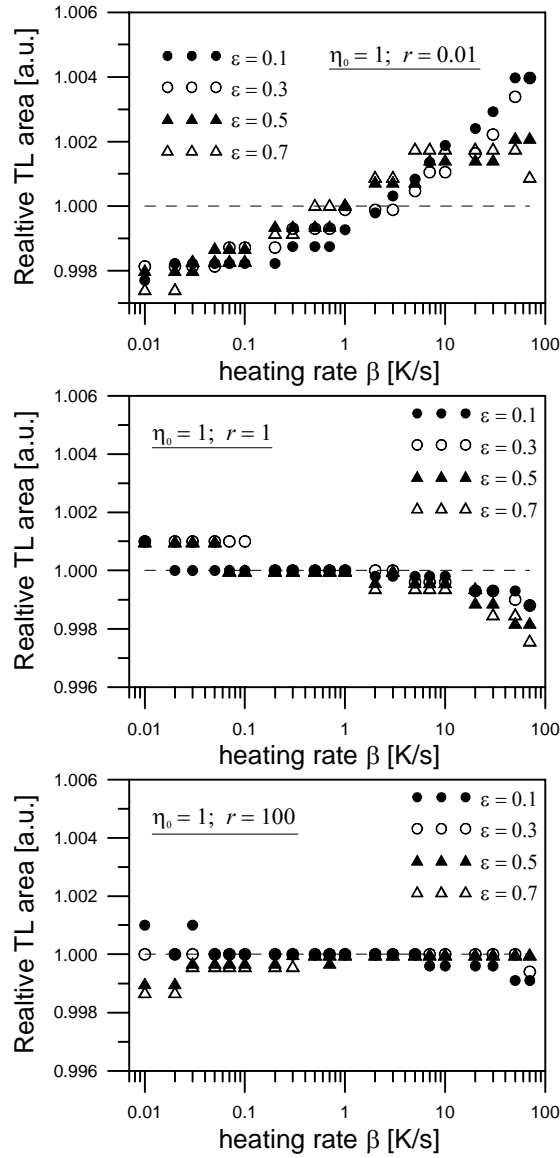 1.006
1.004
1.002
1.000
0.998
Realtive TL area [a.u.]
ε = 0.1
ε = 0.3
ε = 0.5
ε = 0.7
η₀ = 1; r = 0.01
0.01 0.1 1 10 100
heating rate β [K/s]
1.006
1.004
1.002
1.000
0.998
0.996
Realtive TL area [a.u.]
η₀ = 1; r = 1
ε = 0.1
ε = 0.3
ε = 0.5
ε = 0.7
0.01 0.1 1 10 100
heating rate β [K/s]
1.006
1.004
1.002
1.000
0.998
0.996
Realtive TL area [a.u.]
η₀ = 1; r = 100
ε = 0.1
ε = 0.3
ε = 0.5
ε = 0.7
0.01 0.1 1 10 100
heating rate β [K/s]